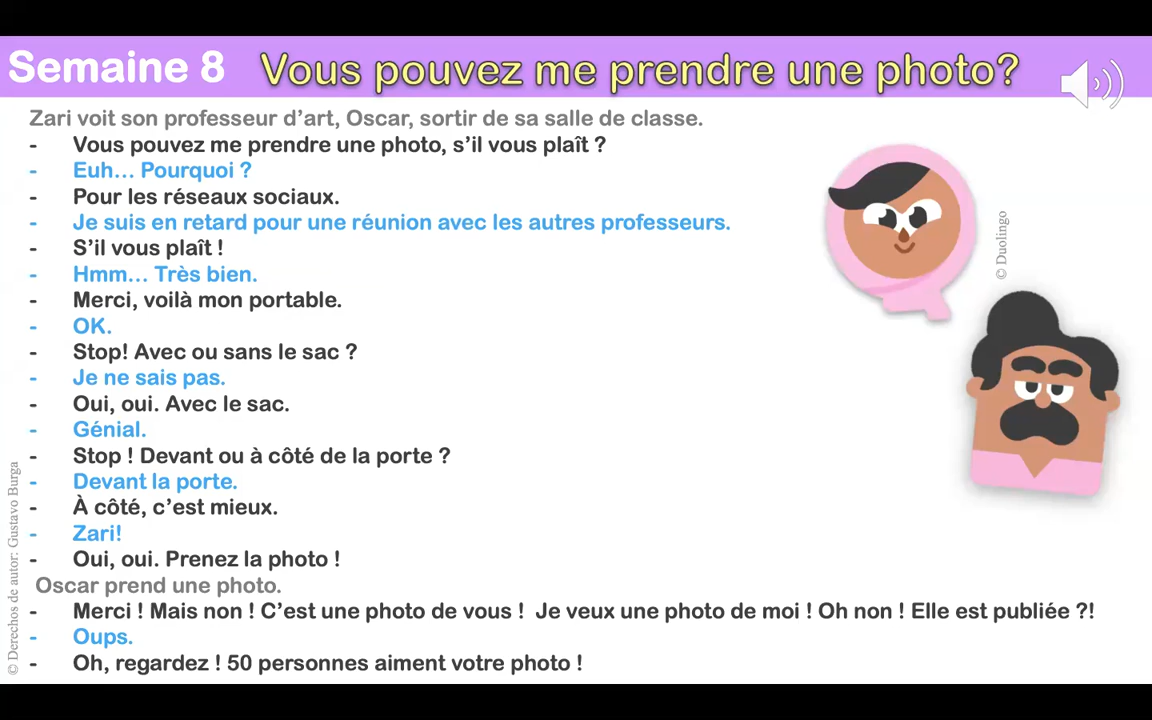 Semaine 8 Vous pouvez me prendre une photo?
Zari voit son professeur d’art, Oscar, sortir de sa salle de classe.
- Vous pouvez me prendre une photo, s’il vous plaît ?
- Euh… Pourquoi ?
- Pour les réseaux sociaux.
- Je suis en retard pour une réunion avec les autres professeurs.
- S’il vous plaît !
- Hmm… Très bien.
- Merci, voilà mon portable.
- OK.
- Stop! Avec ou sans le sac ?
- Je ne sais pas.
- Oui, oui. Avec le sac.
- Génial.
- Stop ! Devant ou à côté de la porte ?
- Devant la porte.
- À côté, c’est mieux.
- Zari!
- Oui, oui. Prenez la photo !
Oscar prend une photo.
- Merci ! Mais non ! C’est une photo de vous ! Je veux une photo de moi ! Oh non ! Elle est publiée ?!
- Oups.
- Oh, regardez ! 50 personnes aiment votre photo !
© Duolingo
© Derechos de autor: Gustavo Burga